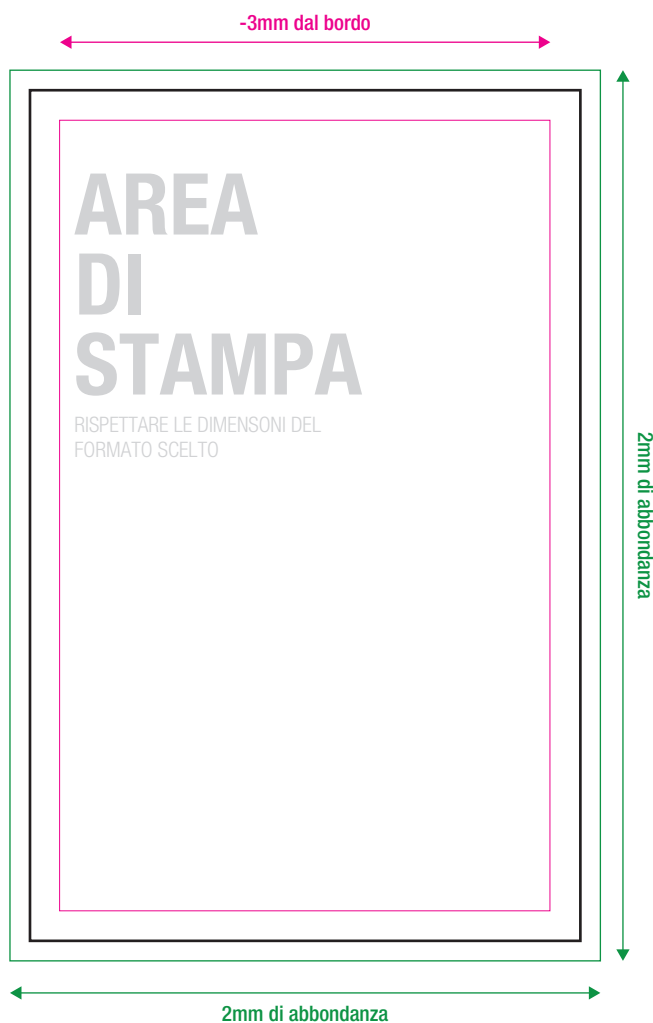 -3mm dal bordo
AREA
DI
STAMPA
RISPETTARE LE DIMENSONI DEL
FORMATO SCELTO
2mm di abbondanza
2mm di abbondanza